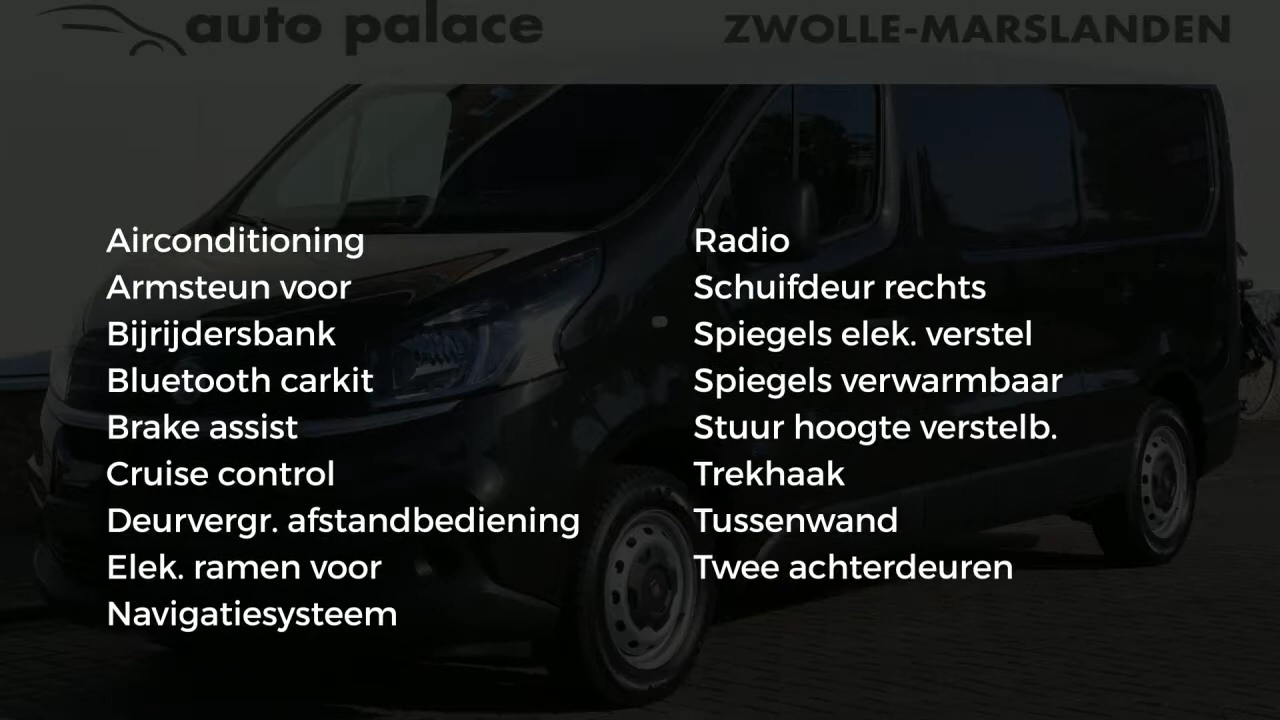 auto palace
ZWOLLE-MARSLANDEN
Airconditioning
Armsteun voor
Bijrijdersbank
Bluetooth carkit
Brake assist
Cruise control
Deurvergr. afstandbediening
Elek. ramen voor
Navigatiesysteem
Radio
Schuifdeur rechts
Spiegels elek. verstel
Spiegels verwarmbaar
Stuur hoogte verstelb.
Trekhaak
Tussenwand
Twee achterdeuren